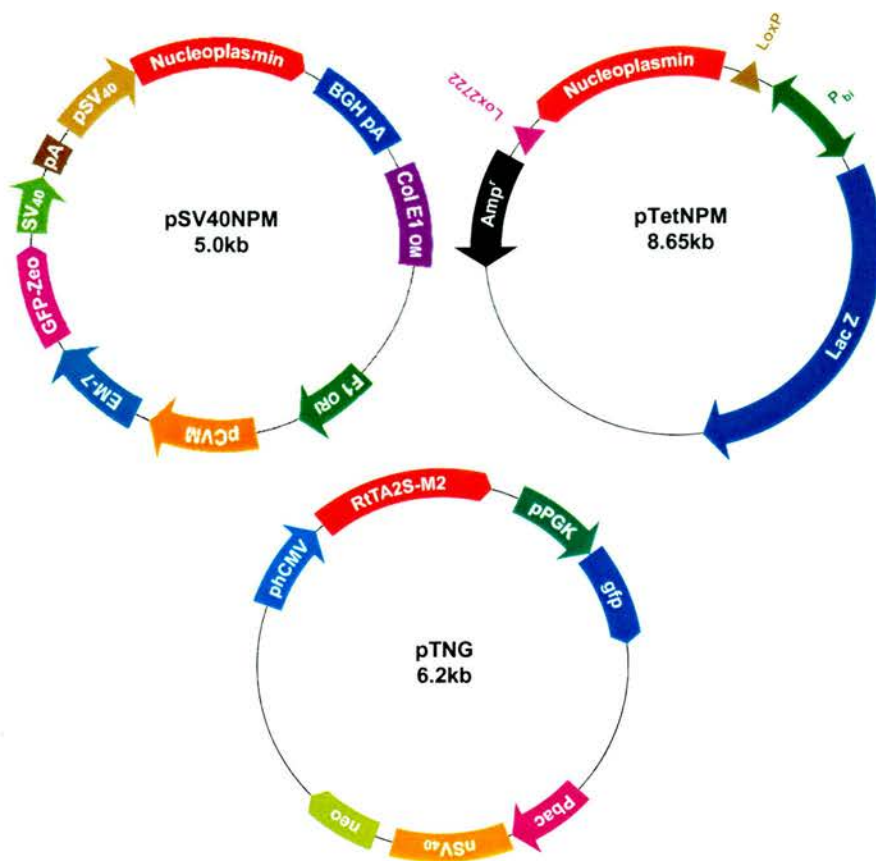 Nucleoplasmin
BGH pA
Col E1 OM
F1 ORI
pCVM
EM-7
GFP-Zeo
SV40
pA
pSV40
pSV40NPM
5.0kb
Nucleoplasmin
LoxP
Pbi
Lac Z
Ampr
Lox2722
pTetNPM
8.65kb
RtTA2S-M2
pPGK
gfp
Pbac
nSV40
neo
phCMV
pTNG
6.2kb